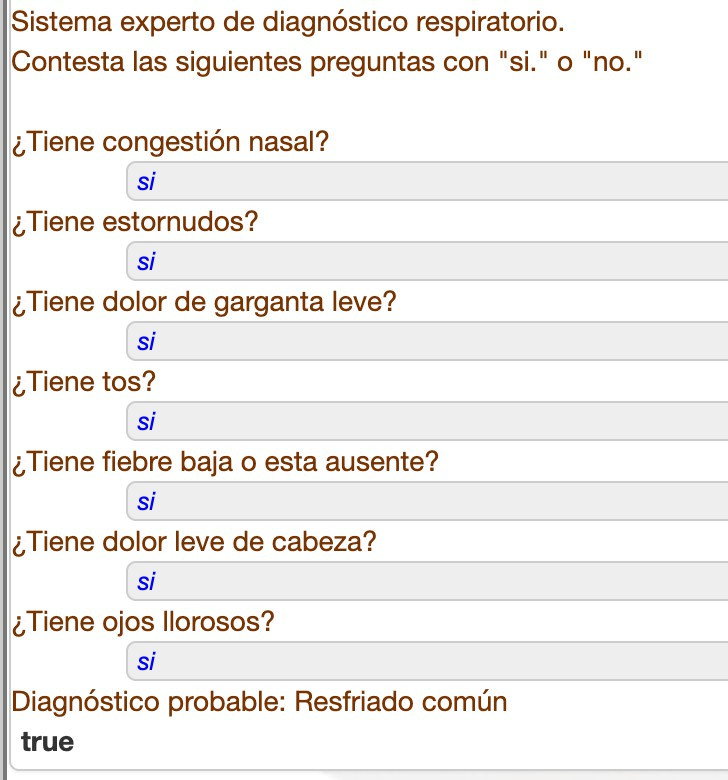 Sistema experto de diagnóstico respiratorio.
Contesta las siguientes preguntas con "si." o "no."
¿Tiene congestión nasal?
si
¿Tiene estornudos?
si
¿Tiene dolor de garganta leve?
si
¿Tiene tos?
si
¿Tiene fiebre baja o esta ausente?
si
¿Tiene dolor leve de cabeza?
si
¿Tiene ojos llorosos?
si
Diagnóstico probable: Resfriado común
true